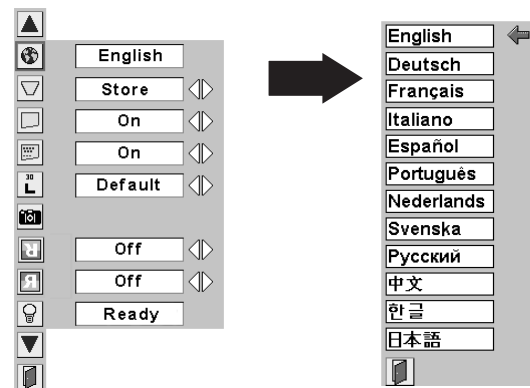 English
Store
On
On
30
L
Default
Off
Off
Ready
English
Deutsch
Français
Italiano
Español
Português
Nederlands
Svenska
Русский
中文
한글
日本語